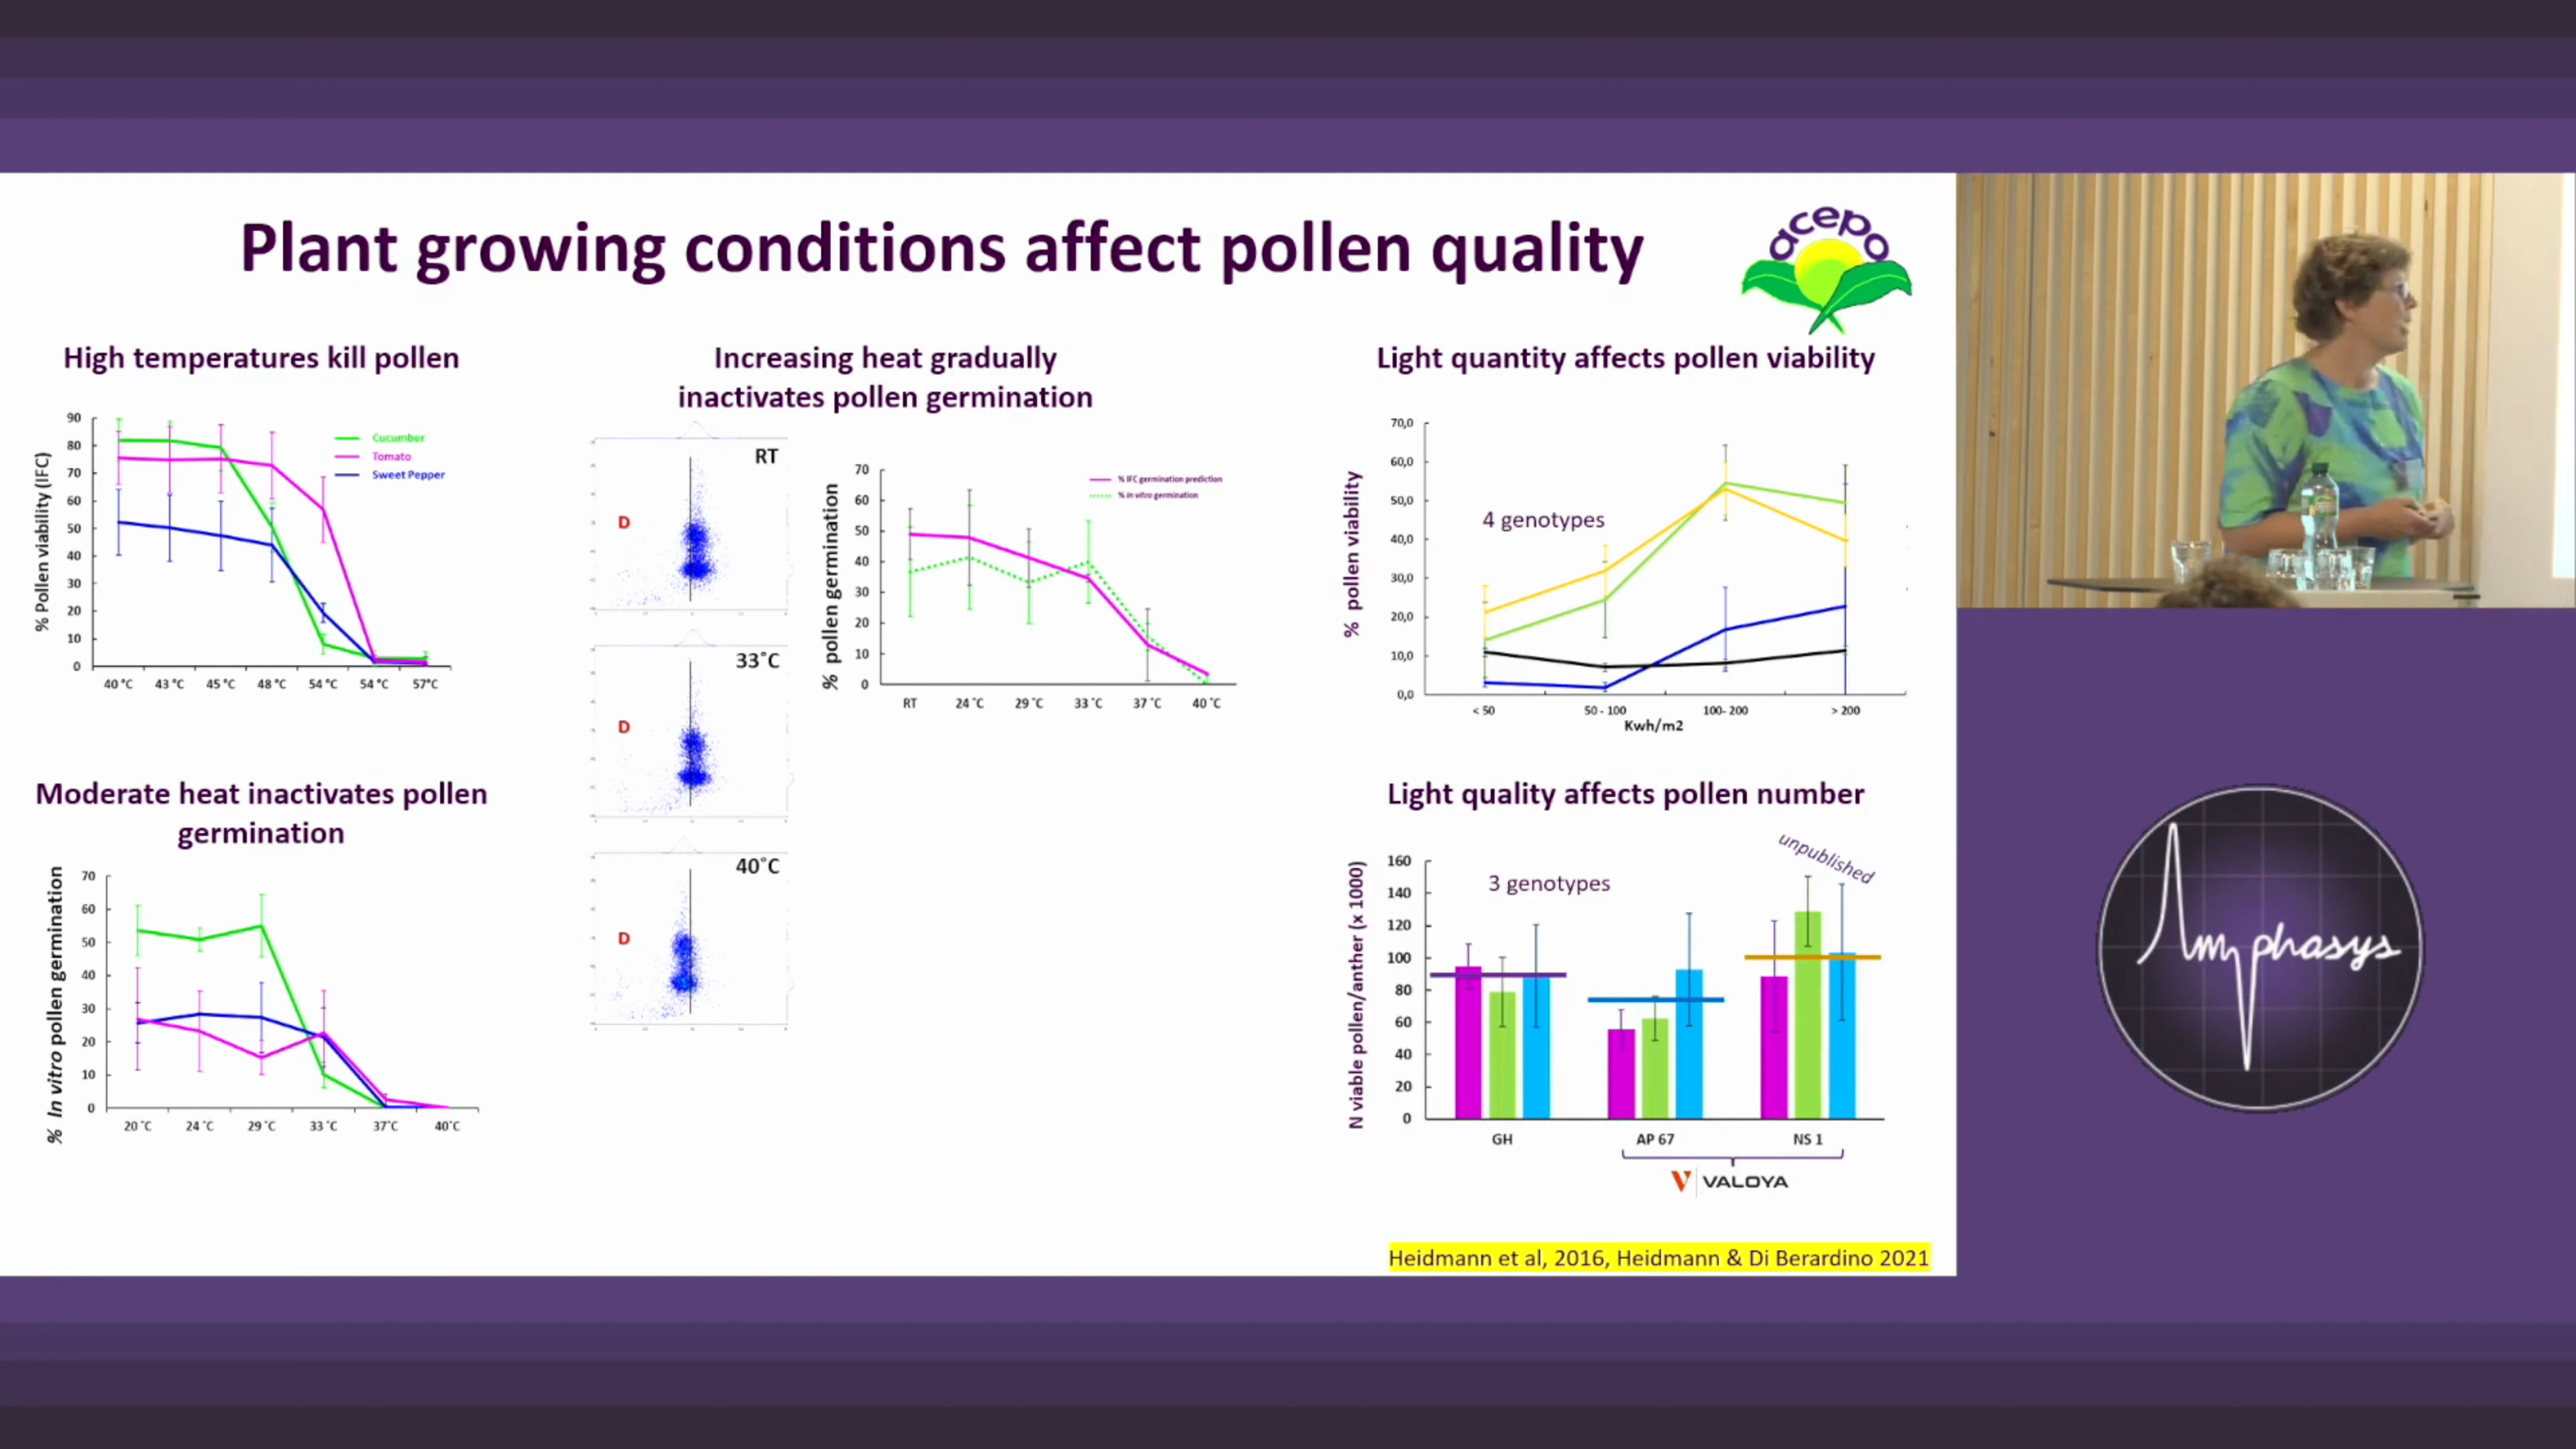 Plant growing conditions affect pollen quality
acepo
High temperatures kill pollen
% Pollen viability (IFC)
90
80
70
60
50
40
30
20
10
0
Cucumber
Tomato
Sweet Pepper
40 °C 43 °C 45 °C 48 °C 54 °C 54 °C 57°C
Moderate heat inactivates pollen
germination
% In vitro pollen germination
70
60
50
40
30
20
10
0
20 °C 24 °C 29 °C 33 °C 37°C 40°C
Increasing heat gradually
inactivates pollen germination
RT
D
33°C
D
40°C
D
% pollen germination
70
60
50
40
30
20
10
0
% IFC germination prediction
% in vitro germination
RT 24 °C 29 °C 33 °C 37 °C 40 °C
Light quantity affects pollen viability
% pollen viability
70,0
60,0
50,0
40,0
30,0
20,0
10,0
0,0
4 genotypes
< 50 50 - 100 100- 200 > 200
Kwh/m2
Light quality affects pollen number
unpublished
N viable pollen/anther (x 1000)
160
140
120
100
80
60
40
20
0
3 genotypes
GH AP 67 NS 1
VALOYA
Heidmann et al, 2016, Heidmann & Di Berardino 2021
Amphasys